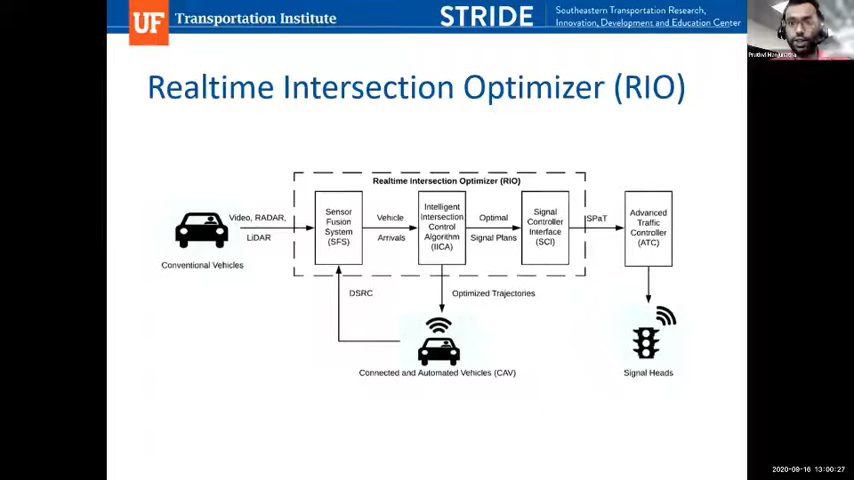 UF Transportation Institute
STRIDE
Southeastern Transportation Research,
Innovation, Development and Education Center
Realtime Intersection Optimizer (RIO)
Realtime Intersection Optimizer (RIO)
Video, RADAR,
LiDAR
Conventional Vehicles
Sensor
Fusion
System
(SFS)
Vehicle
Arrivals
Intelligent
Intersection
Control
Algorithm
(IICA)
Optimal
Signal Plans
Signal
Controller
Interface
(SCI)
SPaT
Advanced
Traffic
Controller
(ATC)
DSRC
Optimized Trajectories
Connected and Automated Vehicles (CAV)
Signal Heads
2020-09-16 13:00:27